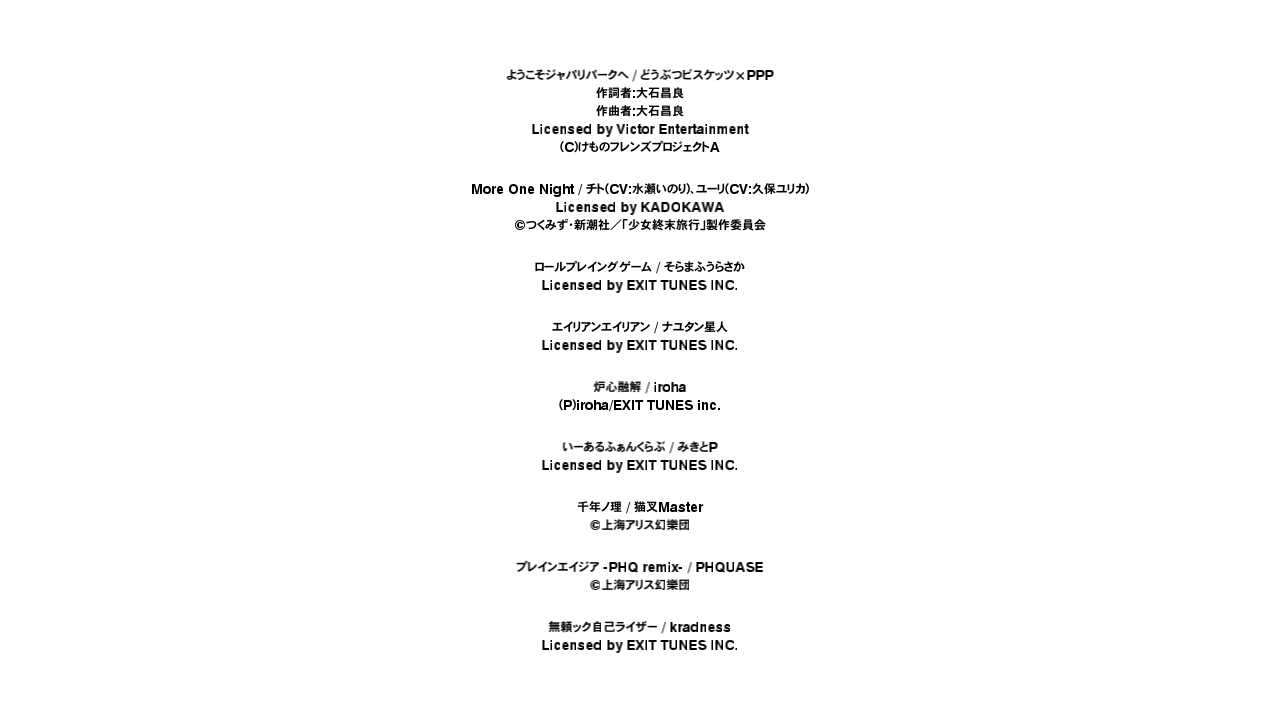 ようこそジャパリパークへ / どうぶつビスケッツ×PPP
作詞者:大石昌良
作曲者:大石昌良
Licensed by Victor Entertainment
(C)けものフレンズプロジェクトA
More One Night / チト(CV:水瀬いのり)、ユーリ(CV:久保ユリカ)
Licensed by KADOKAWA
©つくみず・新潮社／「少女終末旅行」製作委員会
ロールプレイングゲーム / そらまふうらさか
Licensed by EXIT TUNES INC.
エイリアンエイリアン / ナユタン星人
Licensed by EXIT TUNES INC.
炉心融解 / iroha
(P)iroha/EXIT TUNES inc.
いーあるふぁんくらぶ / みきとP
Licensed by EXIT TUNES INC.
千年ノ理 / 猫叉Master
©上海アリス幻樂団
プレインエイジア -PHQ remix- / PHQUASE
©上海アリス幻樂団
無頼ック自己ライザー / kradness
Licensed by EXIT TUNES INC.